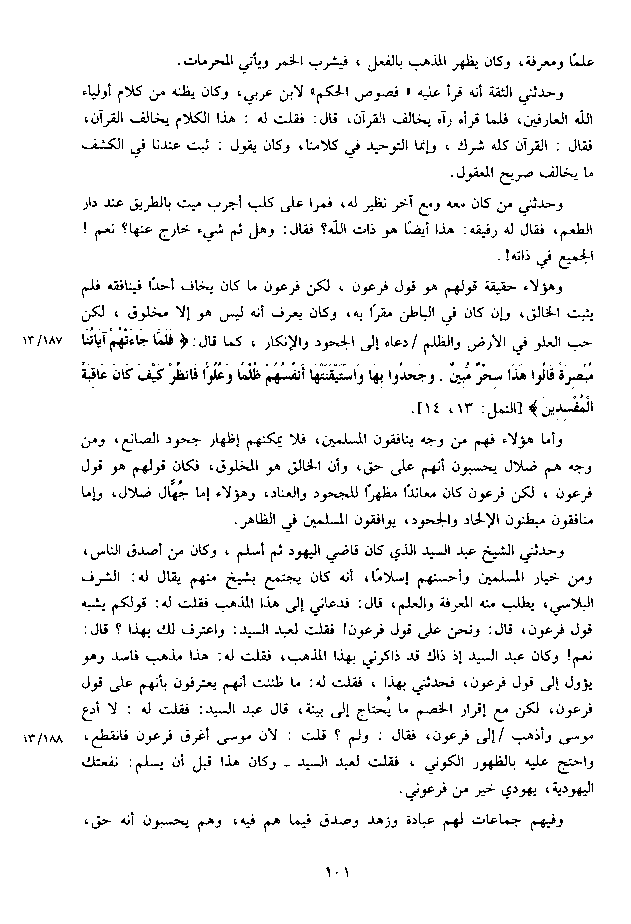 علمًا ومعرفة، وكان يظهر المذهب بالفعل ، فيشرب الخمر ويأتي المحرمات.
وحدثني الثقة أنه قرأ عليه « فصوص الحكم» لابن عربي، وكان يظنه من كلام أولياء
الله العارفين، فلما قرأه رآه يخالف القرآن، قال: فقلت له : هذا الكلام يخالف القرآن،
فقال : القرآن كله شرك ، وإنما التوحيد في كلامنا، وكان يقول : ثبت عندنا في الكشف
ما يخالف صريح المعقول.
وحدثني من كان معه ومع آخر نظير له، فمرا على كلب أجرب ميت بالطريق عند دار
الطعم، فقال له رفيقه: هذا أيضًا هو ذات الله؟ فقال: وهل ثم شيء خارج عنها؟ نعم !
الجميع في ذاته!.
وهؤلاء حقيقة قولهم هو قول فرعون ، لكن فرعون ما كان يخاف أحدًا فينافقه فلم
يثبت الخالق، وإن كان في الباطن مقرًا به، وكان يعرف أنه ليس هو إلا مخلوق ، لكن
حب العلو في الأرض والظلم /دعاه إلى الجحود والإنكار ، كما قال: ﴿ فَلَمَّا جَاءَتْهُمْ آيَاتُنَا ١٣/١٨٧
مُبْصِرَةً قَالُوا هَذَا سِحْرٌ مُّبِينٌ . وَجَحَدُوا بِهَا وَاسْتَيْقَنَتْهَا أَنفُسُهُمْ ظُلْمًا وَعُلُوًّا فَانظُرْ كَيْفَ كَانَ عَاقِبَةُ
الْمُفْسِدِينَ ﴾ [النمل: ١٣، ١٤].
وأما هؤلاء فهم من وجه ينافقون المسلمين، فلا يمكنهم إظهار جحود الصانع، ومن
وجه هم ضلال يحسبون أنهم على حق، وأن الخالق هو المخلوق، فكان قولهم هو قول
فرعون ، لكن فرعون كان معاندًا مظهرًا للجحود والعناد، وهؤلاء إما جُهَّال ضلال، وإما
منافقون مبطنون الإلحاد والجحود، يوافقون المسلمين في الظاهر.
وحدثني الشيخ عبد السيد الذي كان قاضي اليهود ثم أسلم ، وكان من أصدق الناس،
ومن خيار المسلمين وأحسنهم إسلامًا، أنه كان يجتمع بشيخ منهم يقال له: الشرف
البلاسي، يطلب منه المعرفة والعلم، قال: فدعاني إلى هذا المذهب فقلت له: قولكم يشبه
قول فرعون، قال: ونحن على قول فرعون! فقلت لعبد السيد: واعترف لك بهذا ؟ قال:
نعم! وكان عبد السيد إذ ذاك قد ذاكرني بهذا المذهب، فقلت له: هذا مذهب فاسد وهو
يؤول إلى قول فرعون، فحدثني بهذا ، فقلت له: ما ظننت أنهم يعترفون بأنهم على قول
فرعون، لكن مع إقرار الخصم ما يُحتاج إلى بينة، قال عبد السيد: فقلت له : لا أدع
موسى وأذهب /إلى فرعون، فقال : ولم ؟ قلت : لأن موسى أغرق فرعون فانقطع، ١٣/١٨٨
واحتج عليه بالظهور الكوني ، فقلت لعبد السيد ـ وكان هذا قبل أن يسلم: نفعتك
اليهودية، يهودي خير من فرعوني.
وفيهم جماعات لهم عبادة وزهد وصدق فيما هم فيه، وهم يحسبون أنه حق،
١٠١